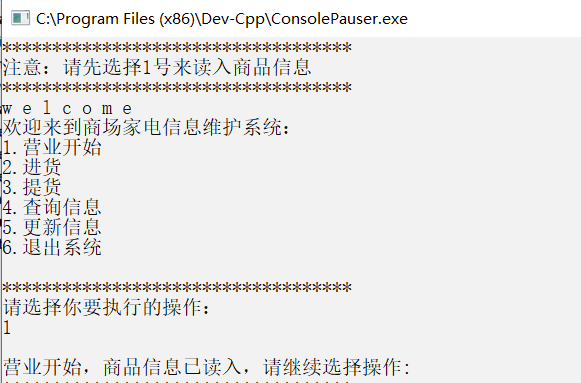 C:\Program Files (x86)\Dev-Cpp\ConsolePauser.exe
***********************************
注意：请先选择1号来读入商品信息
***********************************
w e l c o m e
欢迎来到商场家电信息维护系统：
1.营业开始
2.进货
3.提货
4.查询信息
5.更新信息
6.退出系统
***********************************
请选择你要执行的操作：
1
营业开始，商品信息已读入，请继续选择操作：